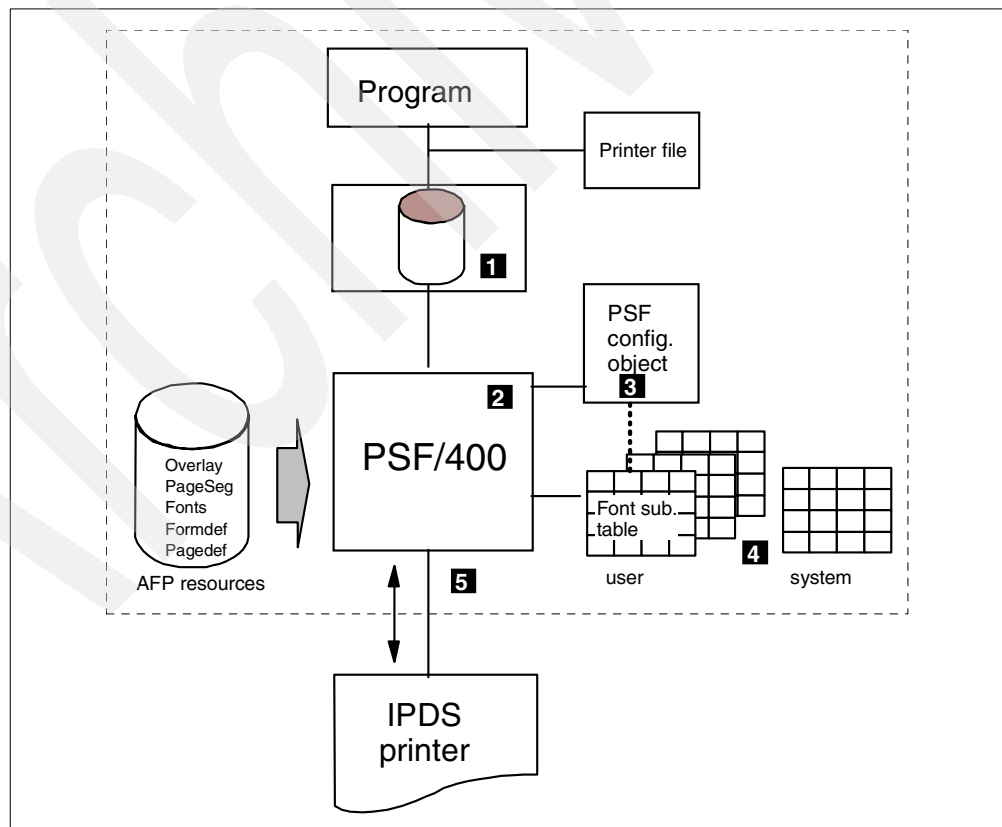 Program
Printer file
1
PSF
config.
object
3
2
PSF/400
Overlay
PageSeg
Fonts
Formdef
Pagedef
AFP resources
Font sub.
table
4
user
system
5
IPDS
printer